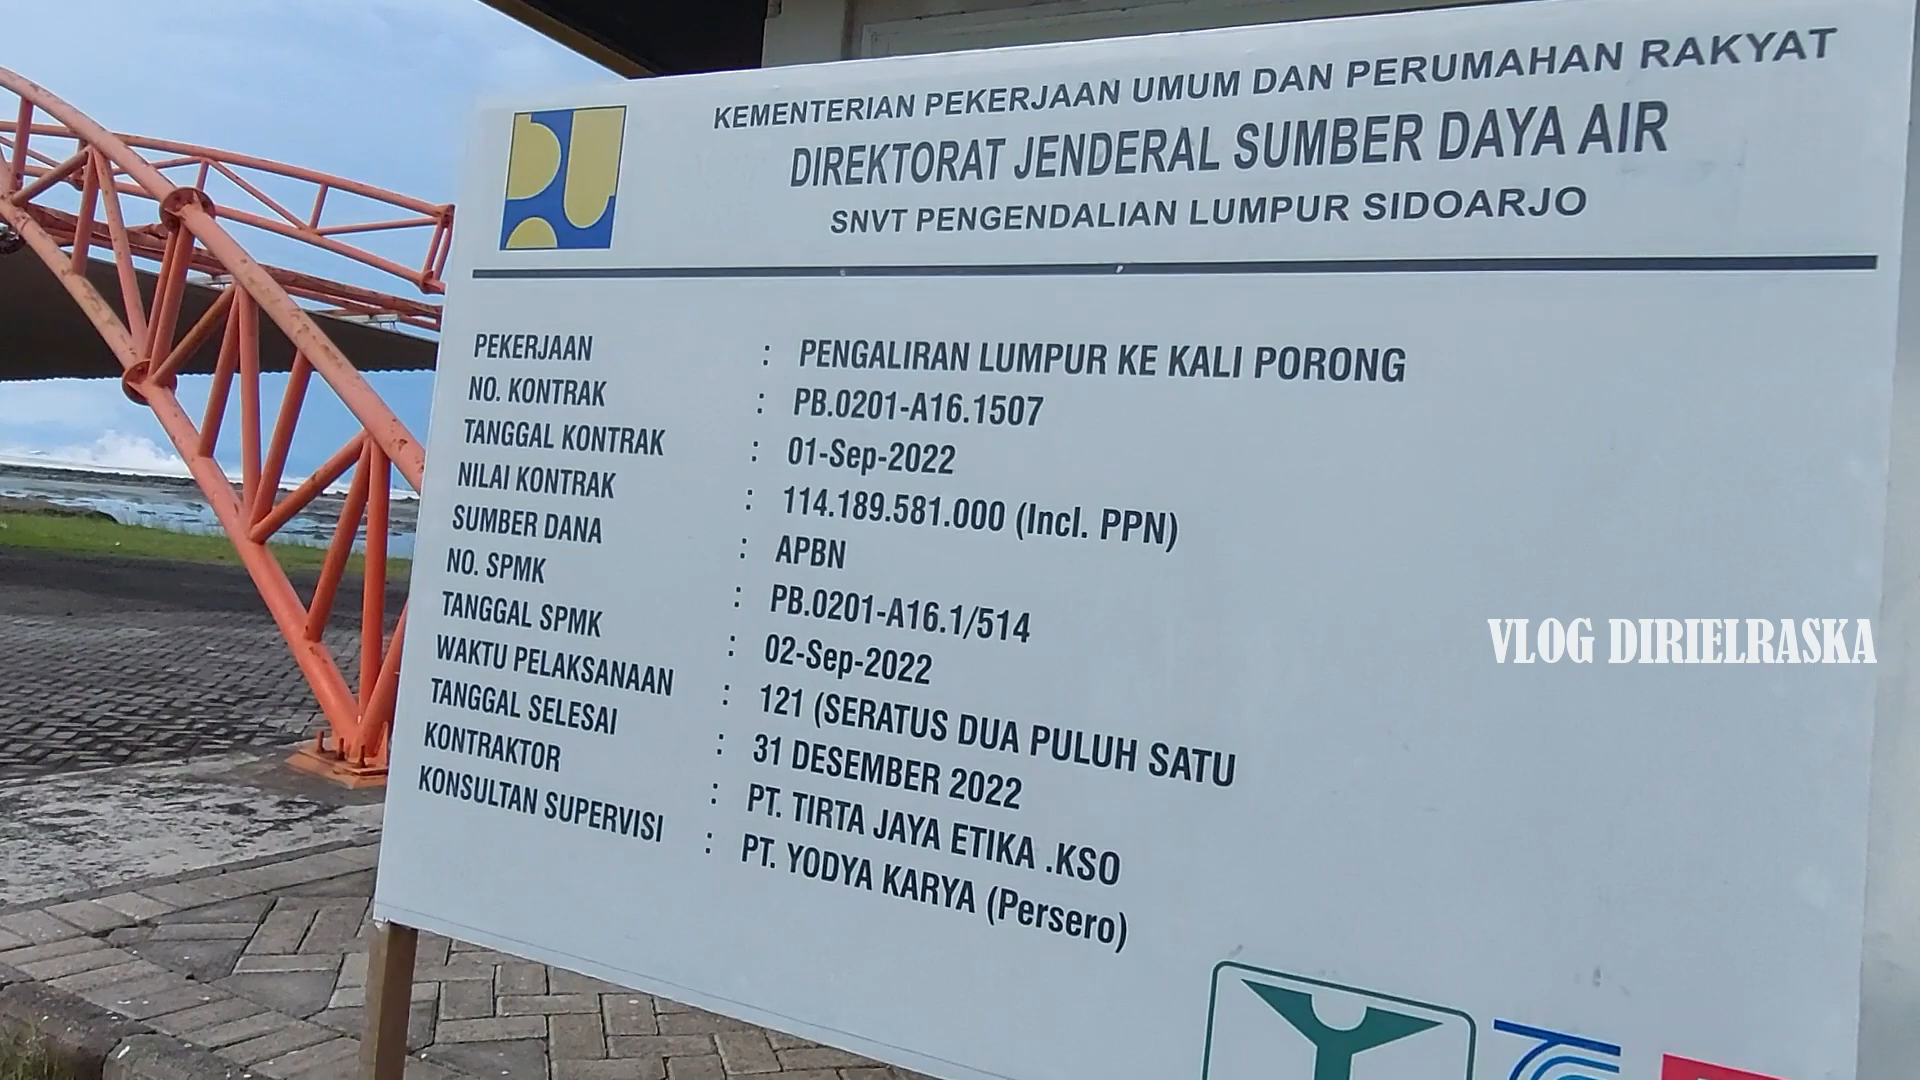 KEMENTERIAN PEKERJAAN UMUM DAN PERUMAHAN RAKYAT
DIREKTORAT JENDERAL SUMBER DAYA AIR
SNVT PENGENDALIAN LUMPUR SIDOARJO
PEKERJAAN : PENGALIRAN LUMPUR KE KALI PORONG
NO. KONTRAK : PB.0201-A16.1507
TANGGAL KONTRAK : 01-Sep-2022
NILAI KONTRAK : 114.189.581.000 (Incl. PPN)
SUMBER DANA : APBN
NO. SPMK : PB.0201-A16.1/514
TANGGAL SPMK : 02-Sep-2022
WAKTU PELAKSANAAN : 121 (SERATUS DUA PULUH SATU
TANGGAL SELESAI : 31 DESEMBER 2022
KONTRAKTOR : PT. TIRTA JAYA ETIKA .KSO
KONSULTAN SUPERVISI : PT. YODYA KARYA (Persero)
VLOG DIRIELRASKA